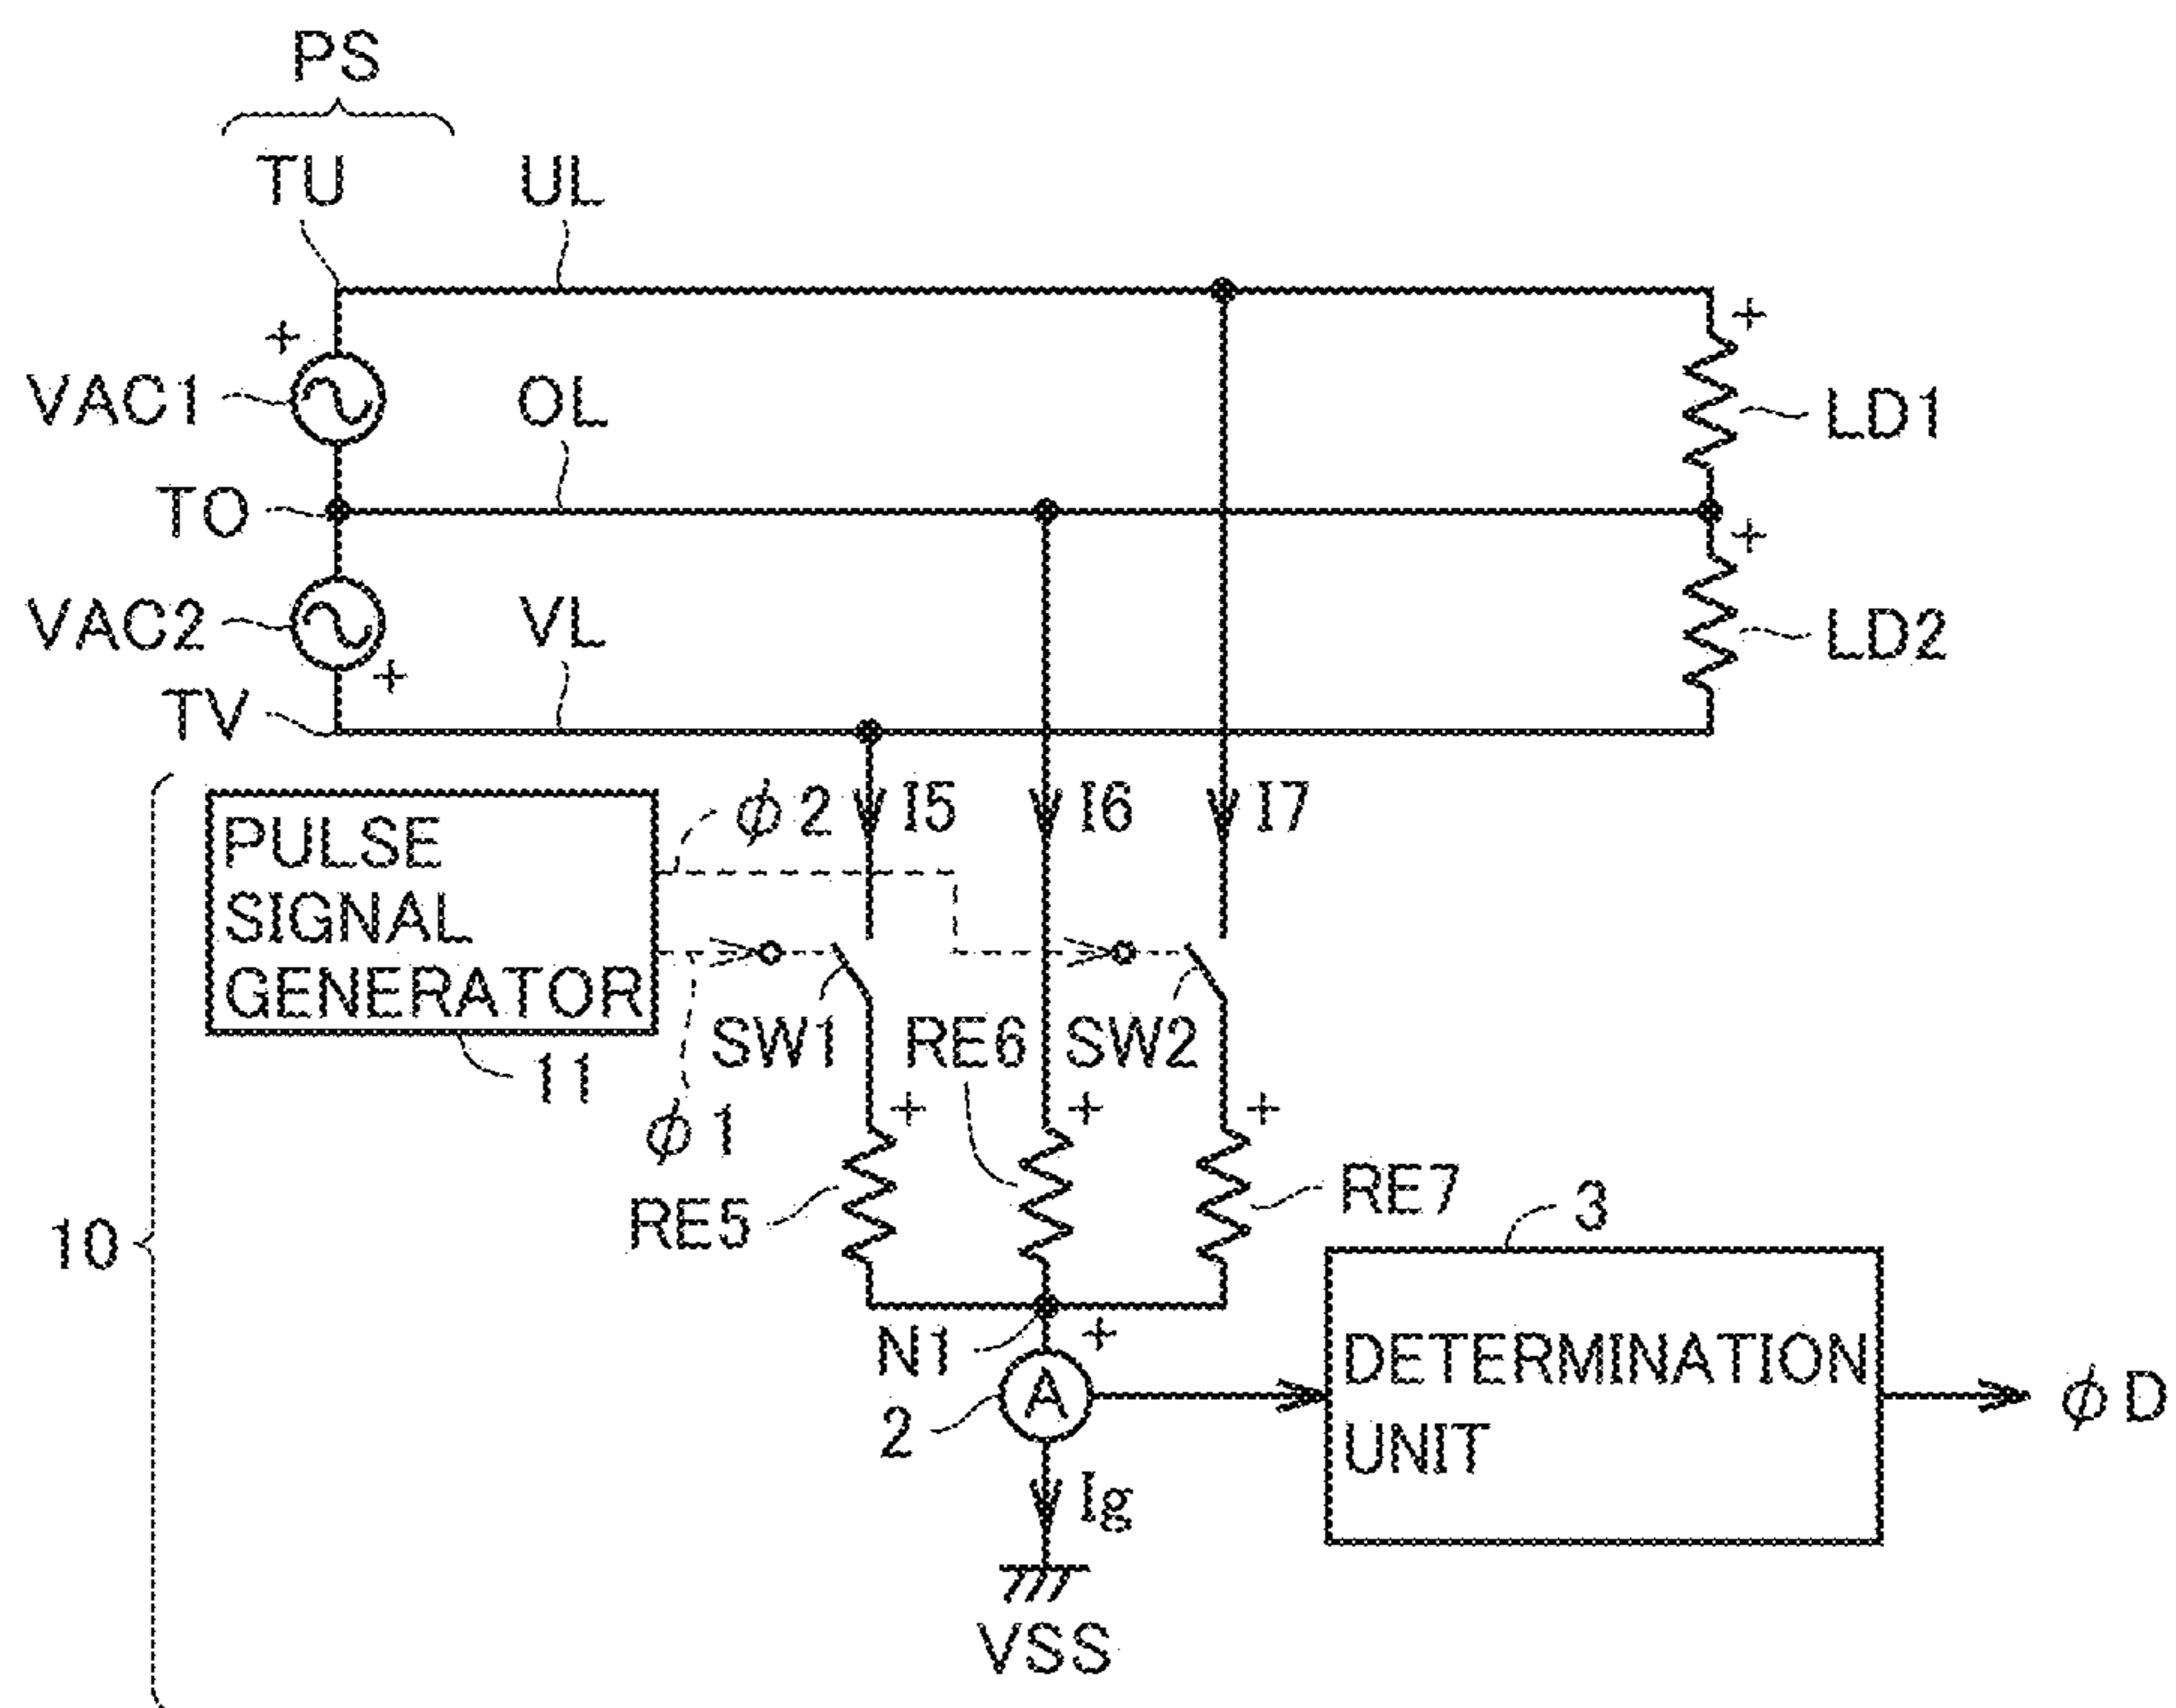 PS
TU UL
+ +
VAC1 OL LD1
TO +
VAC2 VL LD2
+
TV
PULSE
SIGNAL
GENERATOR
ϕ2 I5 I6 I7
11 SW1 RE6 SW2
ϕ1 + + +
RE5 RE7 3
10
N1 +
A
2
DETERMINATION
UNIT
ϕD
Ig
VSS